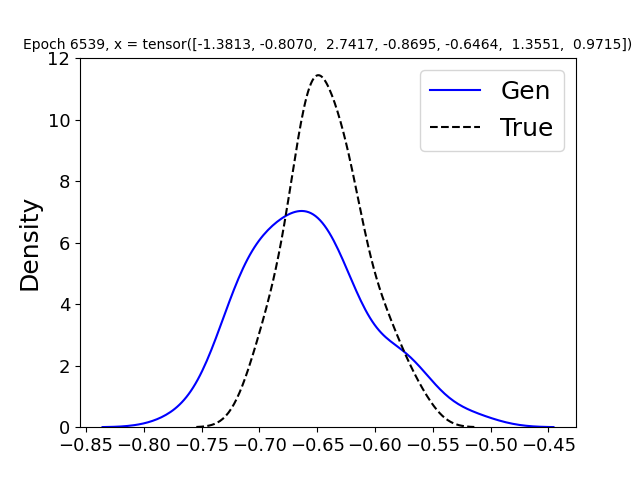 Epoch 6539, x = tensor([-1.3813, -0.8070,  2.7417, -0.8695, -0.6464,  1.3551,  0.9715])
12
10
8
6
4
2
0
Density
Gen
True
−0.85 −0.80 −0.75 −0.70 −0.65 −0.60 −0.55 −0.50 −0.45